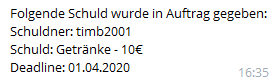 Folgende Schuld wurde in Auftrag gegeben:
Schuldner: timb2001
Schuld: Getränke - 10€
Deadline: 01.04.2020
16:35